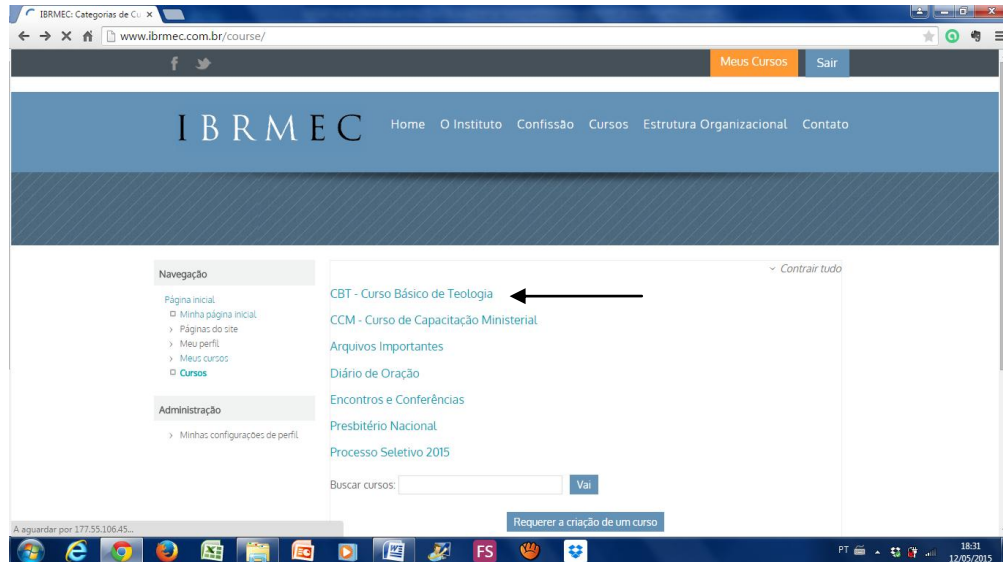 IBRMEC: Categorias de Cu
www.ibrmec.com.br/course/
Meus Cursos Sair
IBRMEC Home O Instituto Confissão Cursos Estrutura Organizacional Contato
Contrair tudo
Navegação
Página inicial
Minha página inicial
Páginas do site
Meu perfil
Meus cursos
Cursos
Administração
Minhas configurações de perfil
CBT - Curso Básico de Teologia
CCM - Curso de Capacitação Ministerial
Arquivos Importantes
Diário de Oração
Encontros e Conferências
Presbitério Nacional
Processo Seletivo 2015
Buscar cursos: Vai
Requerer a criação de um curso
A aguardar por 177.55.106.45...
FS
PT 18:31
12/05/2015